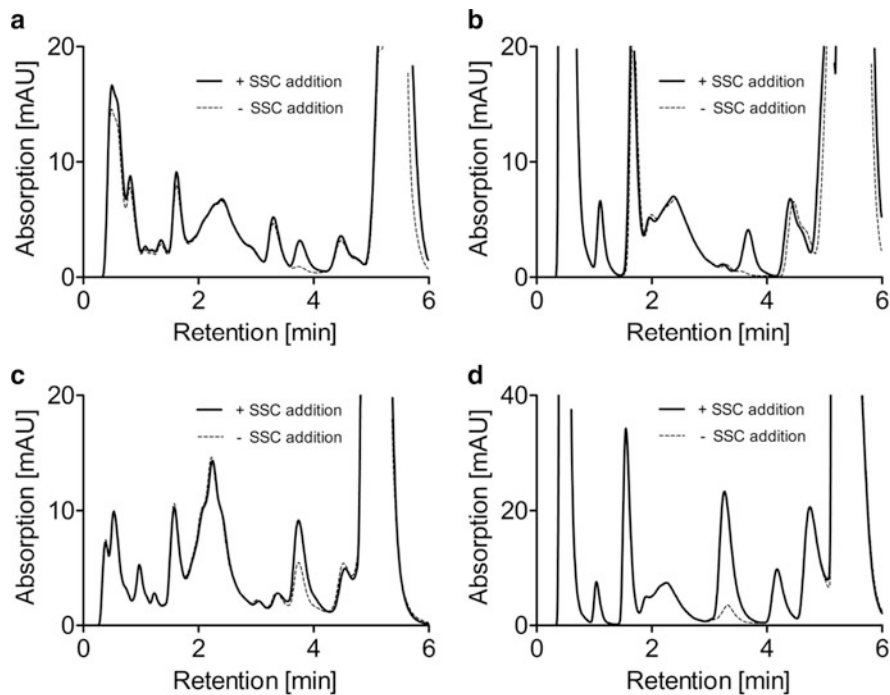 a
Absorption [mAU]
20
10
0
+ SSC addition
- SSC addition
0 2 4 6
Retention [min]
b
Absorption [mAU]
20
10
0
+ SSC addition
- SSC addition
0 2 4 6
Retention [min]
c
Absorption [mAU]
20
10
0
+ SSC addition
- SSC addition
0 2 4 6
Retention [min]
d
Absorption [mAU]
40
20
0
+ SSC addition
- SSC addition
0 2 4 6
Retention [min]